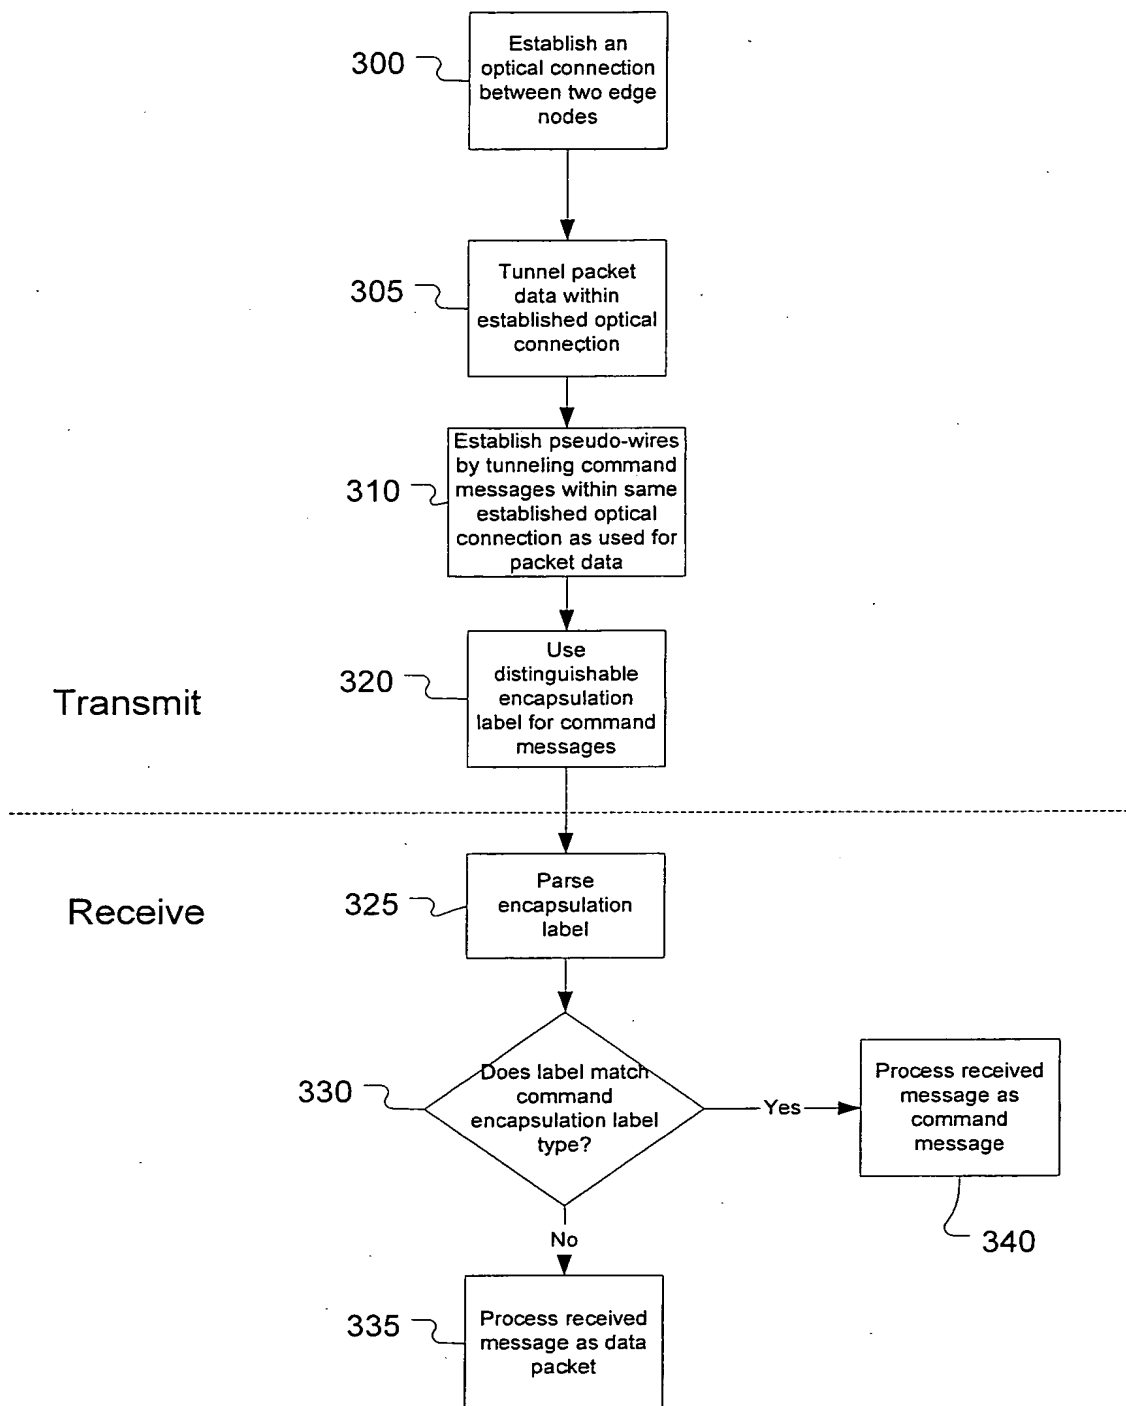 300
Establish an
optical connection
between two edge
nodes
305
Tunnel packet
data within
established optical
connection
310
Establish pseudo-wires
by tunneling command
messages within same
established optical
connection as used for
packet data
Transmit
320
Use
distinguishable
encapsulation
label for command
messages
Receive
325
Parse
encapsulation
label
330
Does label match
command
encapsulation label
type?
Yes
Process received
message as
command
message
340
No
335
Process received
message as data
packet